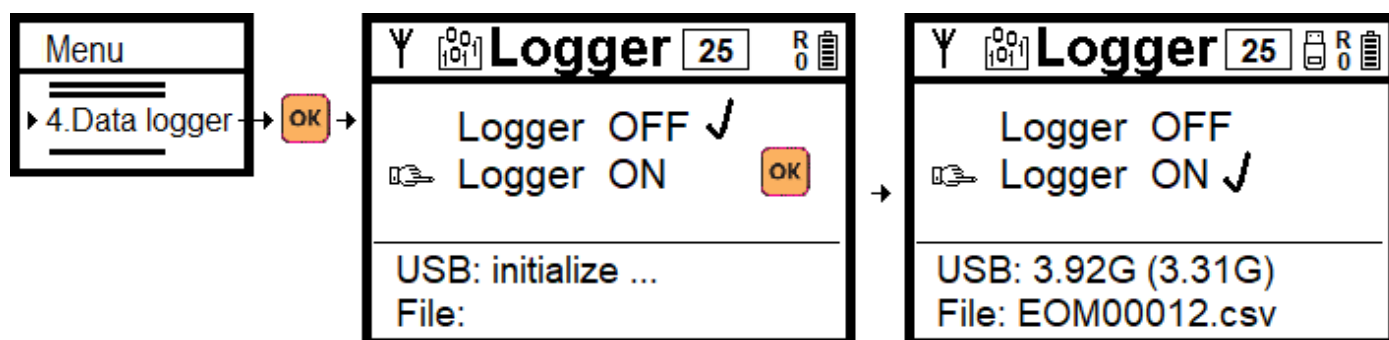 Menu
4.Data logger
OK
Logger 25 R 0
Logger OFF
Logger ON OK
USB: initialize ...
File:
Logger 25 R 0
Logger OFF
Logger ON
USB: 3.92G (3.31G)
File: EOM00012.csv